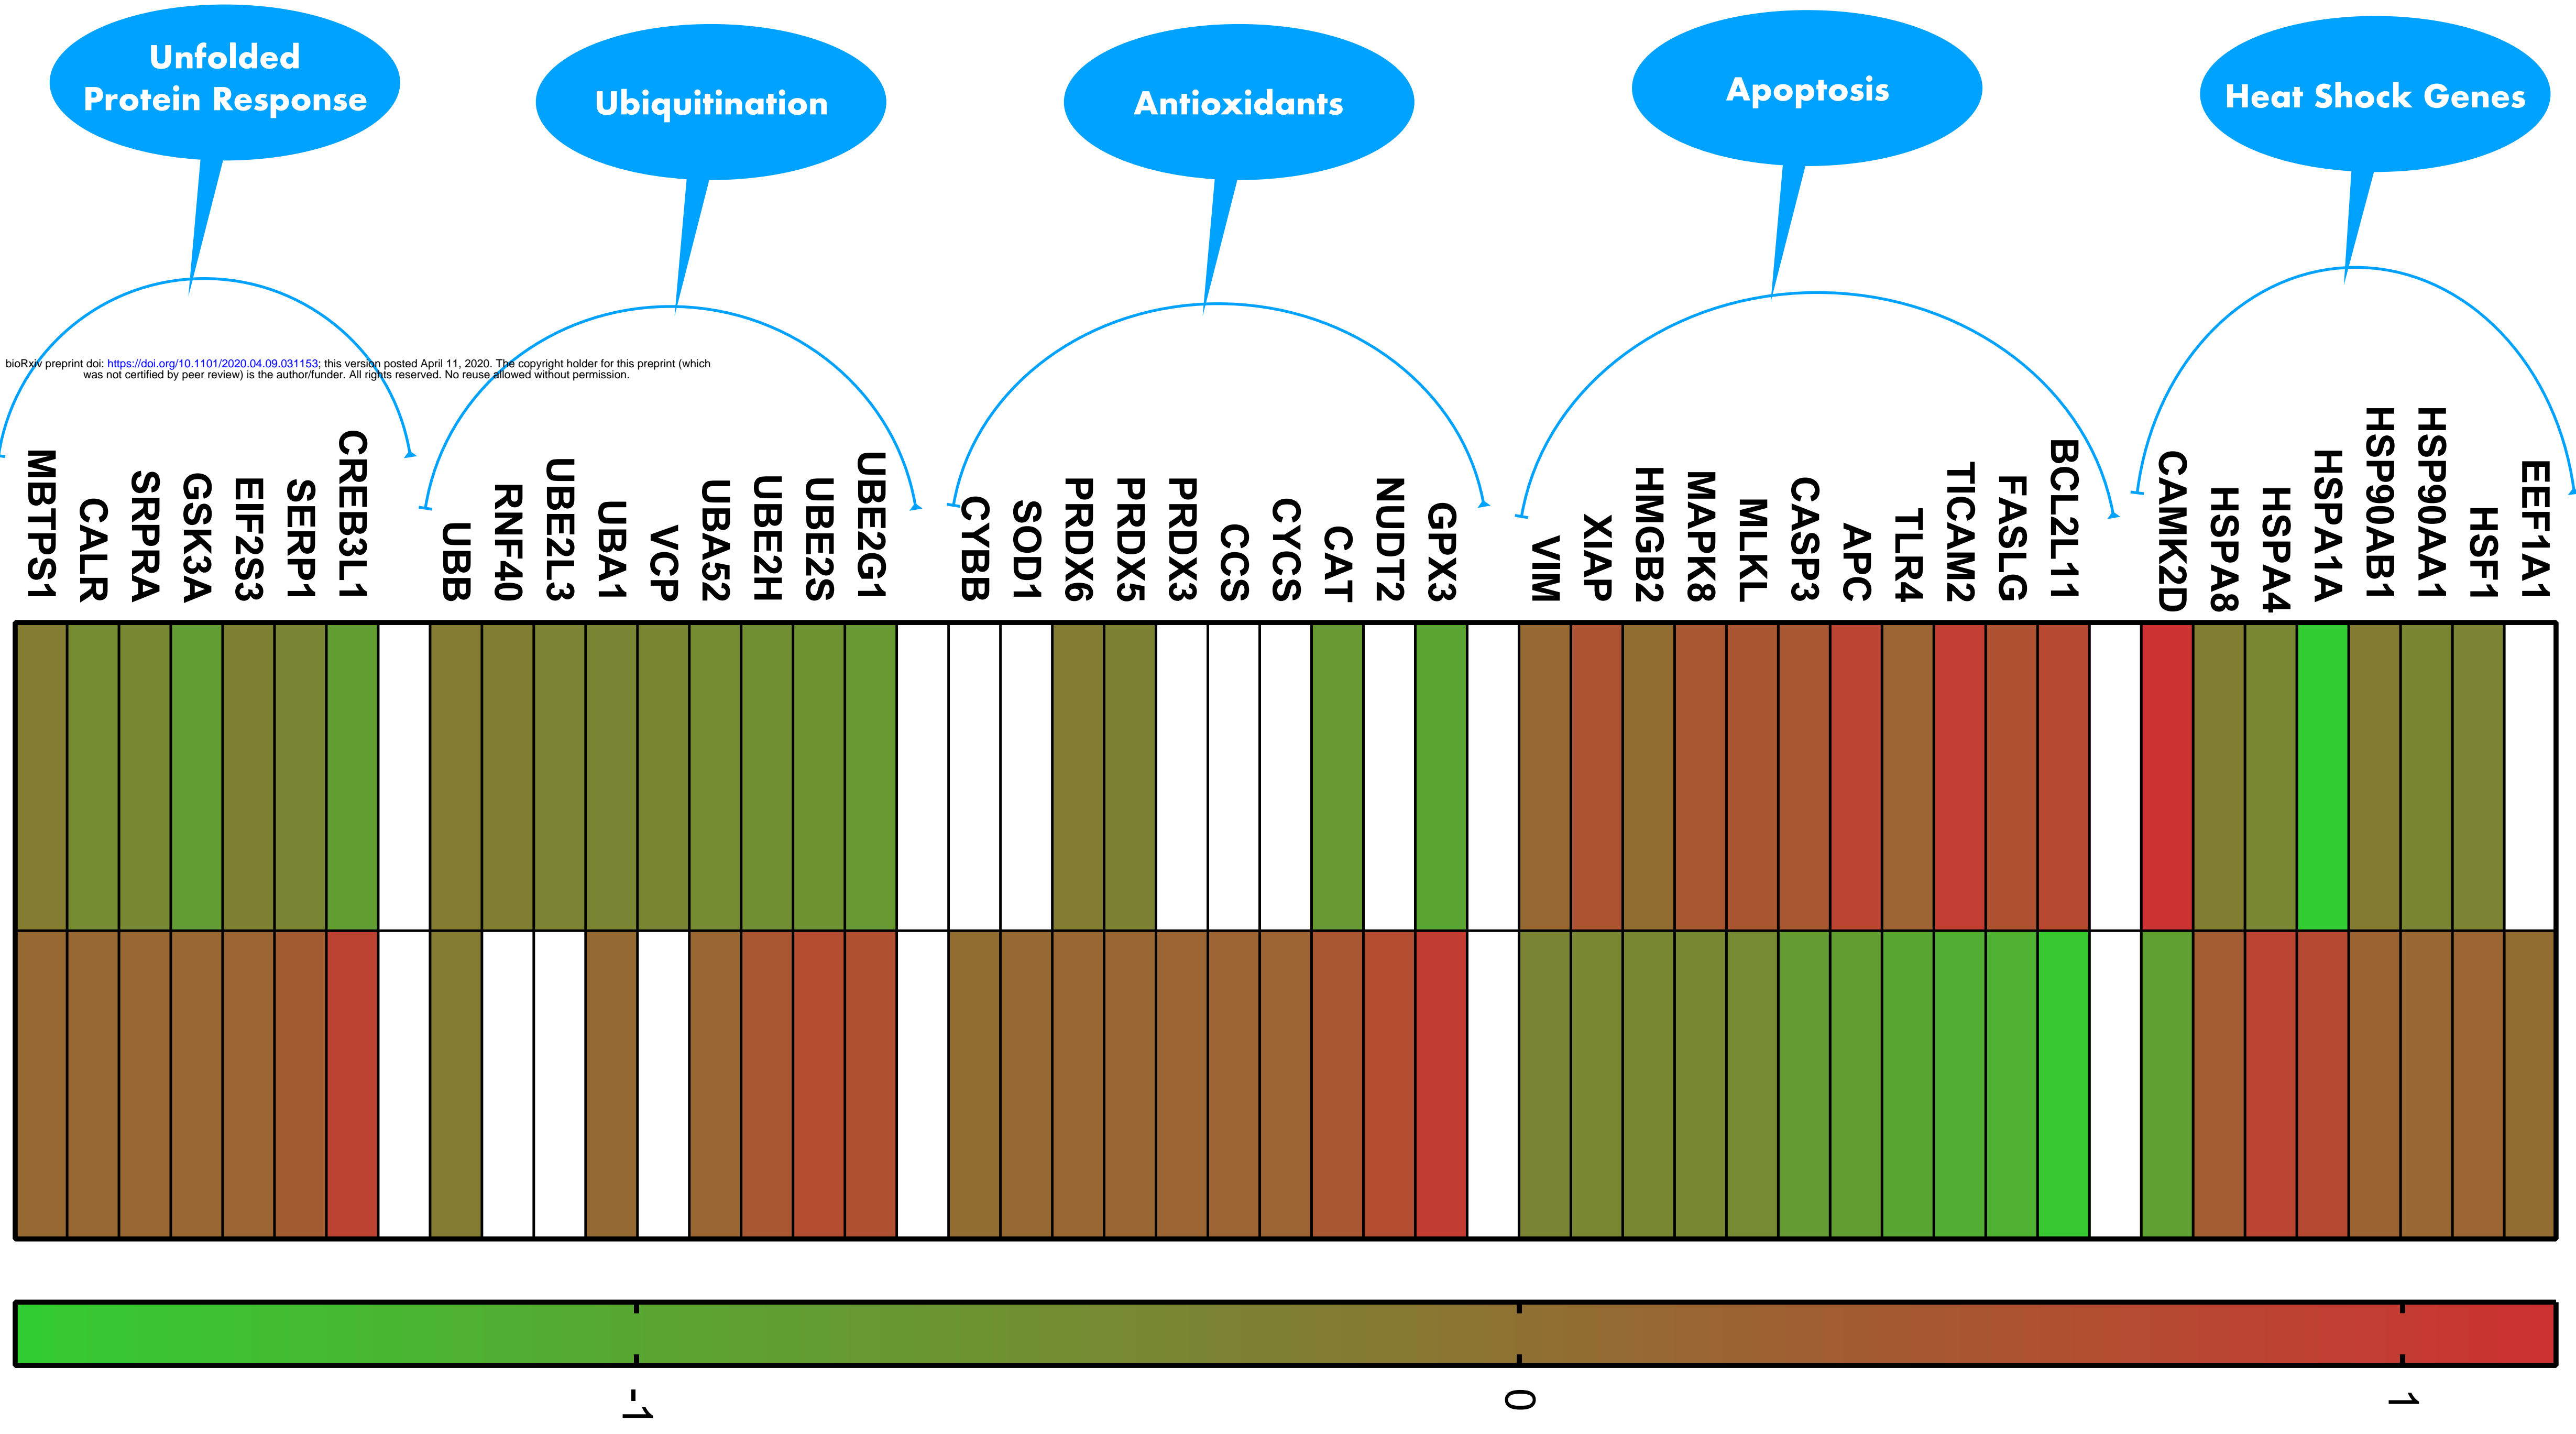 Unfolded
Protein Response
Ubiquitination
Antioxidants
Apoptosis
Heat Shock Genes
bioRxiv preprint doi: https://doi.org/10.1101/2020.04.09.031153; this version posted April 11, 2020. The copyright holder for this preprint (which
was not certified by peer review) is the author/funder. All rights reserved. No reuse allowed without permission.
MBTPS1
CALR
SRPRA
GSK3A
EIF2S3
SERP1
CREB3L1
UBB
RNF40
UBE2L3
UBA1
VCP
UBA52
UBE2H
UBE2S
UBE2G1
CYBB
SOD1
PRDX6
PRDX5
PRDX3
CCS
CYCS
CAT
NUDT2
GPX3
VIM
XIAP
HMGB2
MAPK8
MLKL
CASP3
APC
TLR4
TICAM2
FASLG
BCL2L11
CAMK2D
HSPA8
HSPA4
HSPA1A
HSP90AB1
HSP90AA1
HSF1
EEF1A1
-1
0
1